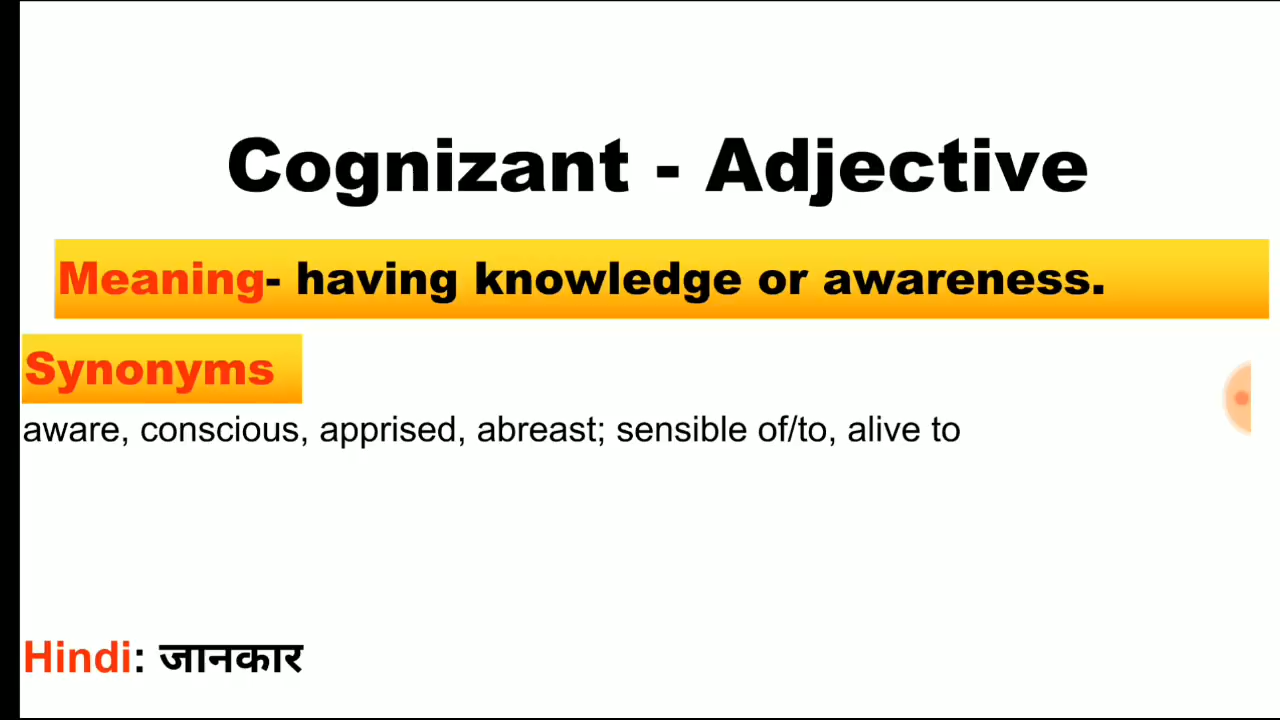 Cognizant - Adjective
Meaning- having knowledge or awareness.
Synonyms
aware, conscious, apprised, abreast; sensible of/to, alive to
Hindi: जानकार